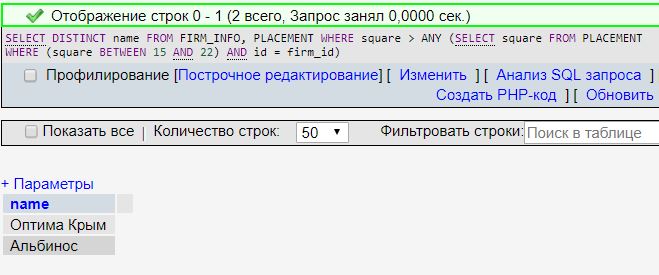 Отображение строк 0 - 1 (2 всего, Запрос занял 0,0000 сек.)
SELECT DISTINCT name FROM FIRM_INFO, PLACEMENT WHERE square > ANY (SELECT square FROM PLACEMENT
WHERE (square BETWEEN 15 AND 22) AND id = firm_id)
Профилирование [Построчное редактирование] [ Изменить ] [ Анализ SQL запроса ]
Создать PHP-код ] [ Обновить
Показать все | Количество строк: 50 Фильтровать строки: Поиск в таблице
+ Параметры
name
Оптима Крым
Альбинос